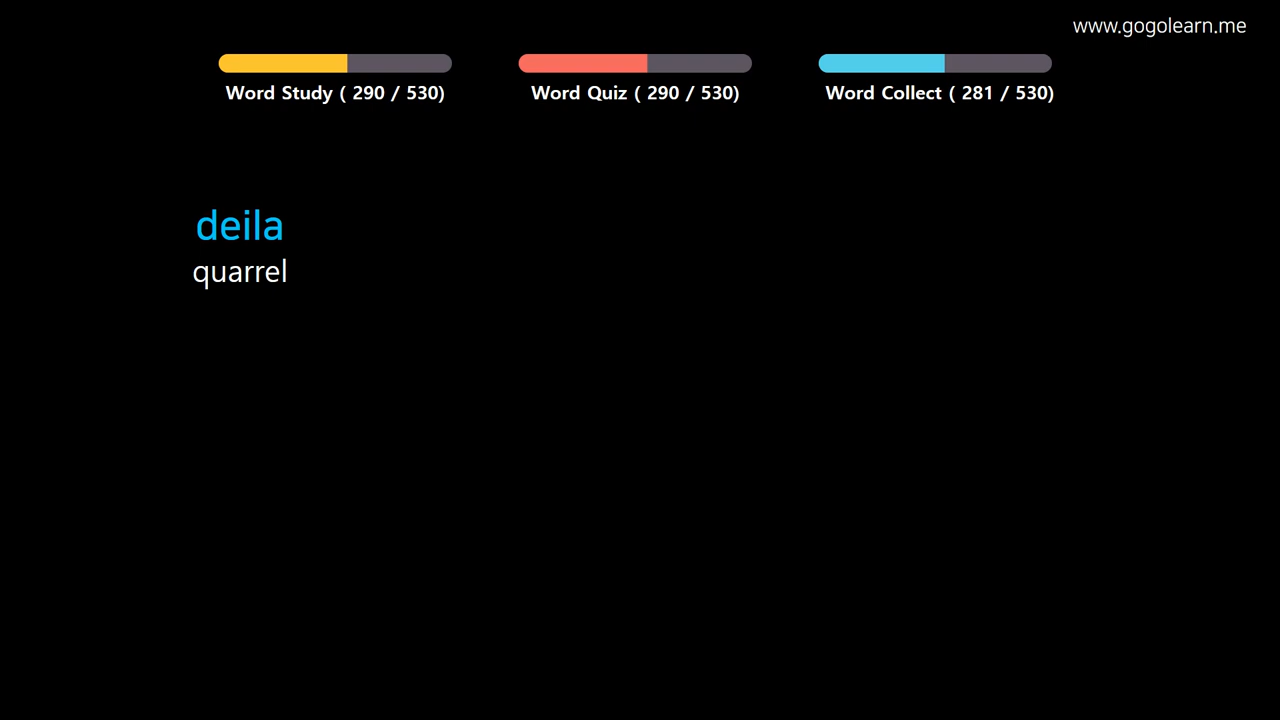 www.gogolearn.me
Word Study ( 290 / 530)
Word Quiz ( 290 / 530)
Word Collect ( 281 / 530)
deila
quarrel